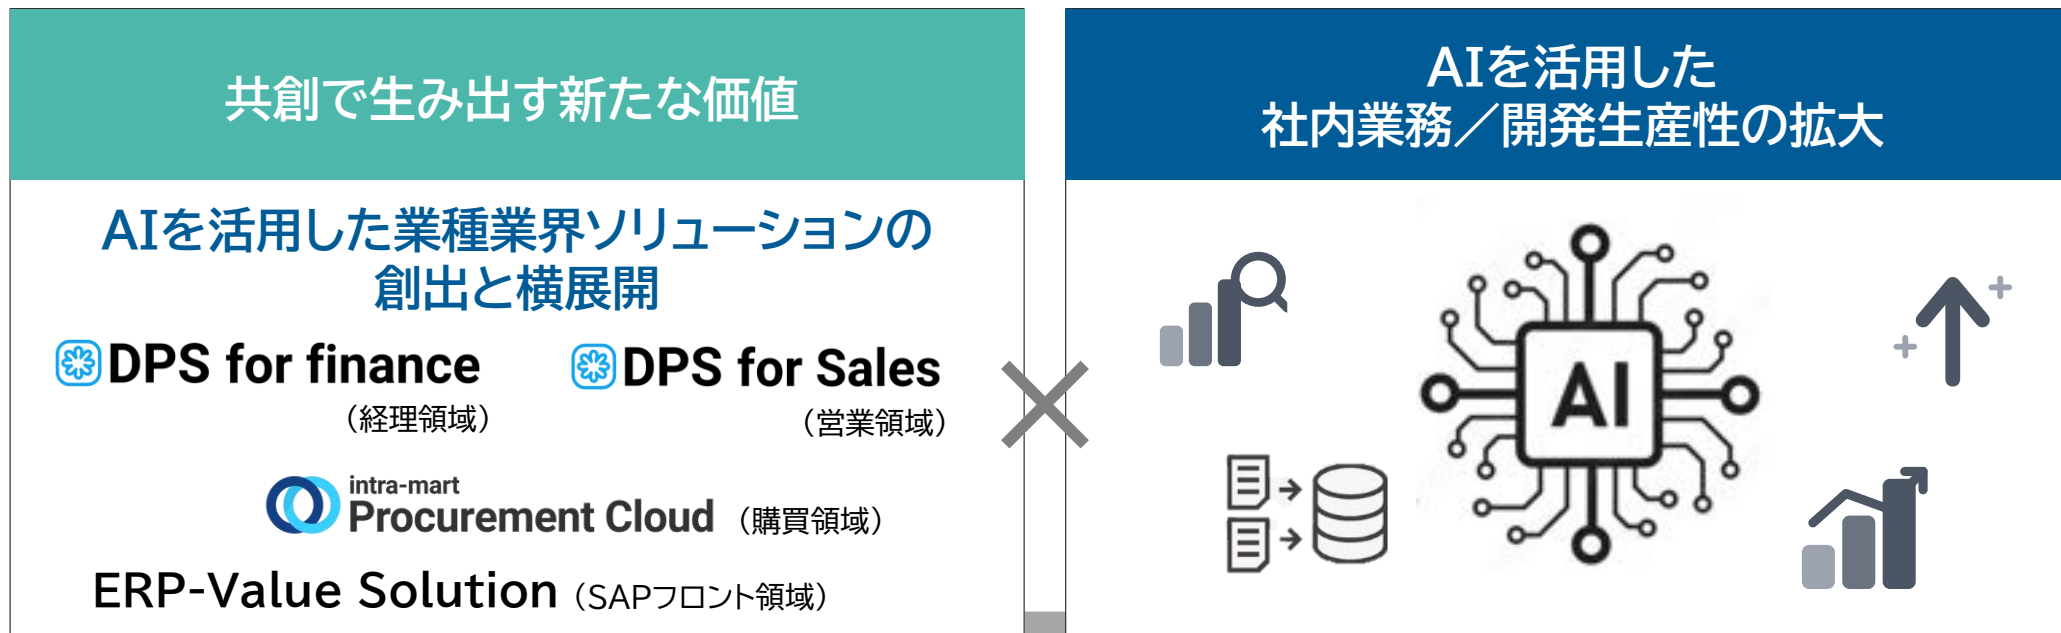 共創で生み出す新たな価値
AIを活用した業種業界ソリューションの
創出と横展開
DPS for finance
（経理領域）
DPS for Sales
（営業領域）
intra-mart
Procurement Cloud （購買領域）
ERP-Value Solution （SAPフロント領域）
AIを活用した
社内業務／開発生産性の拡大
AI